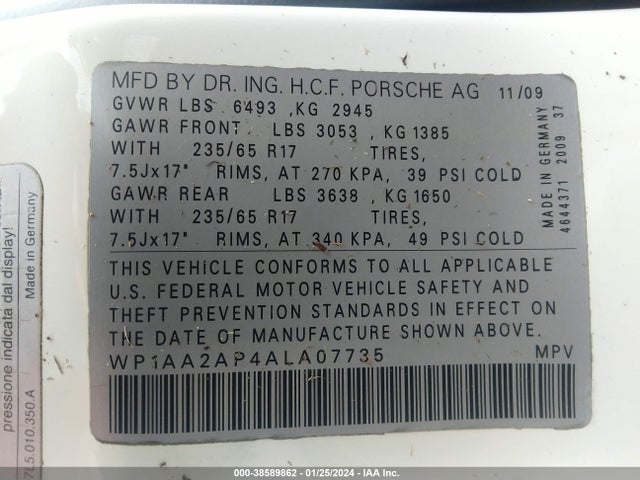 MFD BY DR. ING. H.C.F. PORSCHE AG 11/09
GVWR LBS 6493 ,KG 2945
GAWR FRONT LBS 3053 , KG 1385
WITH 235/65 R17 TIRES,
7.5Jx17" RIMS, AT 270 KPA, 39 PSI COLD
GAWR REAR LBS 3638 , KG 1650
WITH 235/65 R17 TIRES,
7.5Jx17" RIMS, AT 340 KPA, 49 PSI COLD
THIS VEHICLE CONFORMS TO ALL APPLICABLE
U.S. FEDERAL MOTOR VEHICLE SAFETY AND
THEFT PREVENTION STANDARDS IN EFFECT ON
THE DATE OF MANUFACTURE SHOWN ABOVE.
WP1AA2AP4ALA07735 MPV
MADE IN GERMANY
4644371 2009 37
pressione indicata dal display!
Made in Germany
7L5.010.350.A
000-38589862 - 01/25/2024 - IAA Inc.